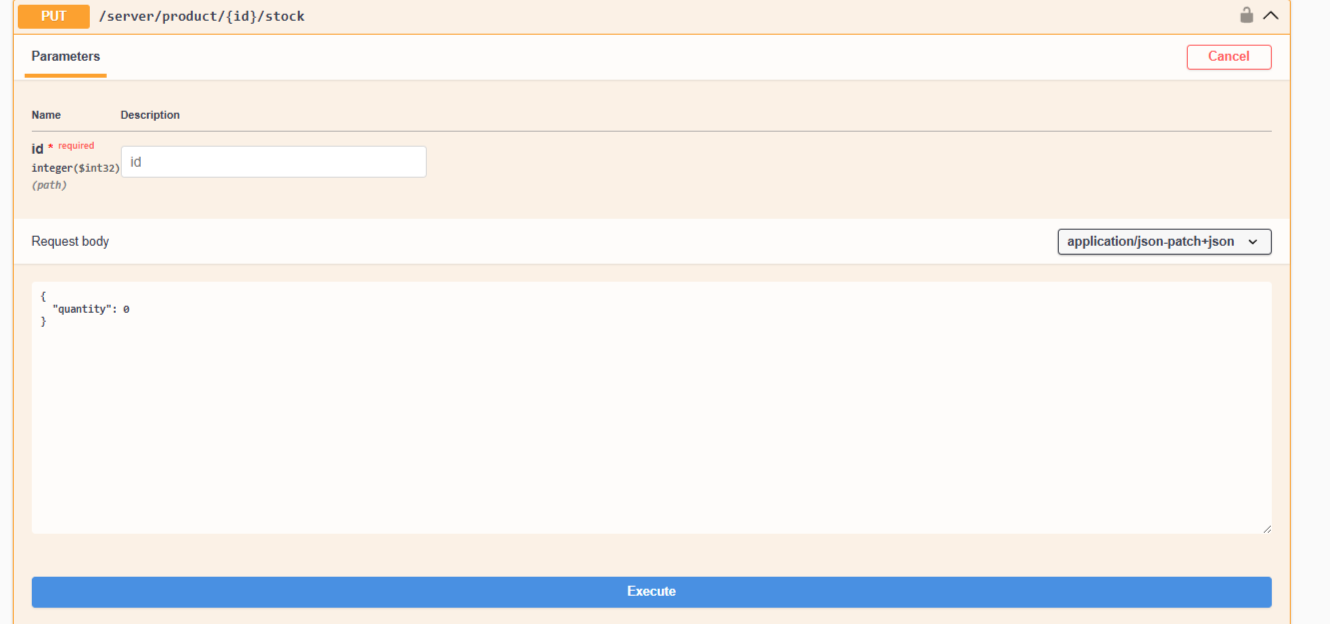 PUT /server/product/{id}/stock
Parameters Cancel
Name Description
id * required
integer($int32) id
(path)
Request body application/json-patch+json
{
  "quantity": 0
}
Execute